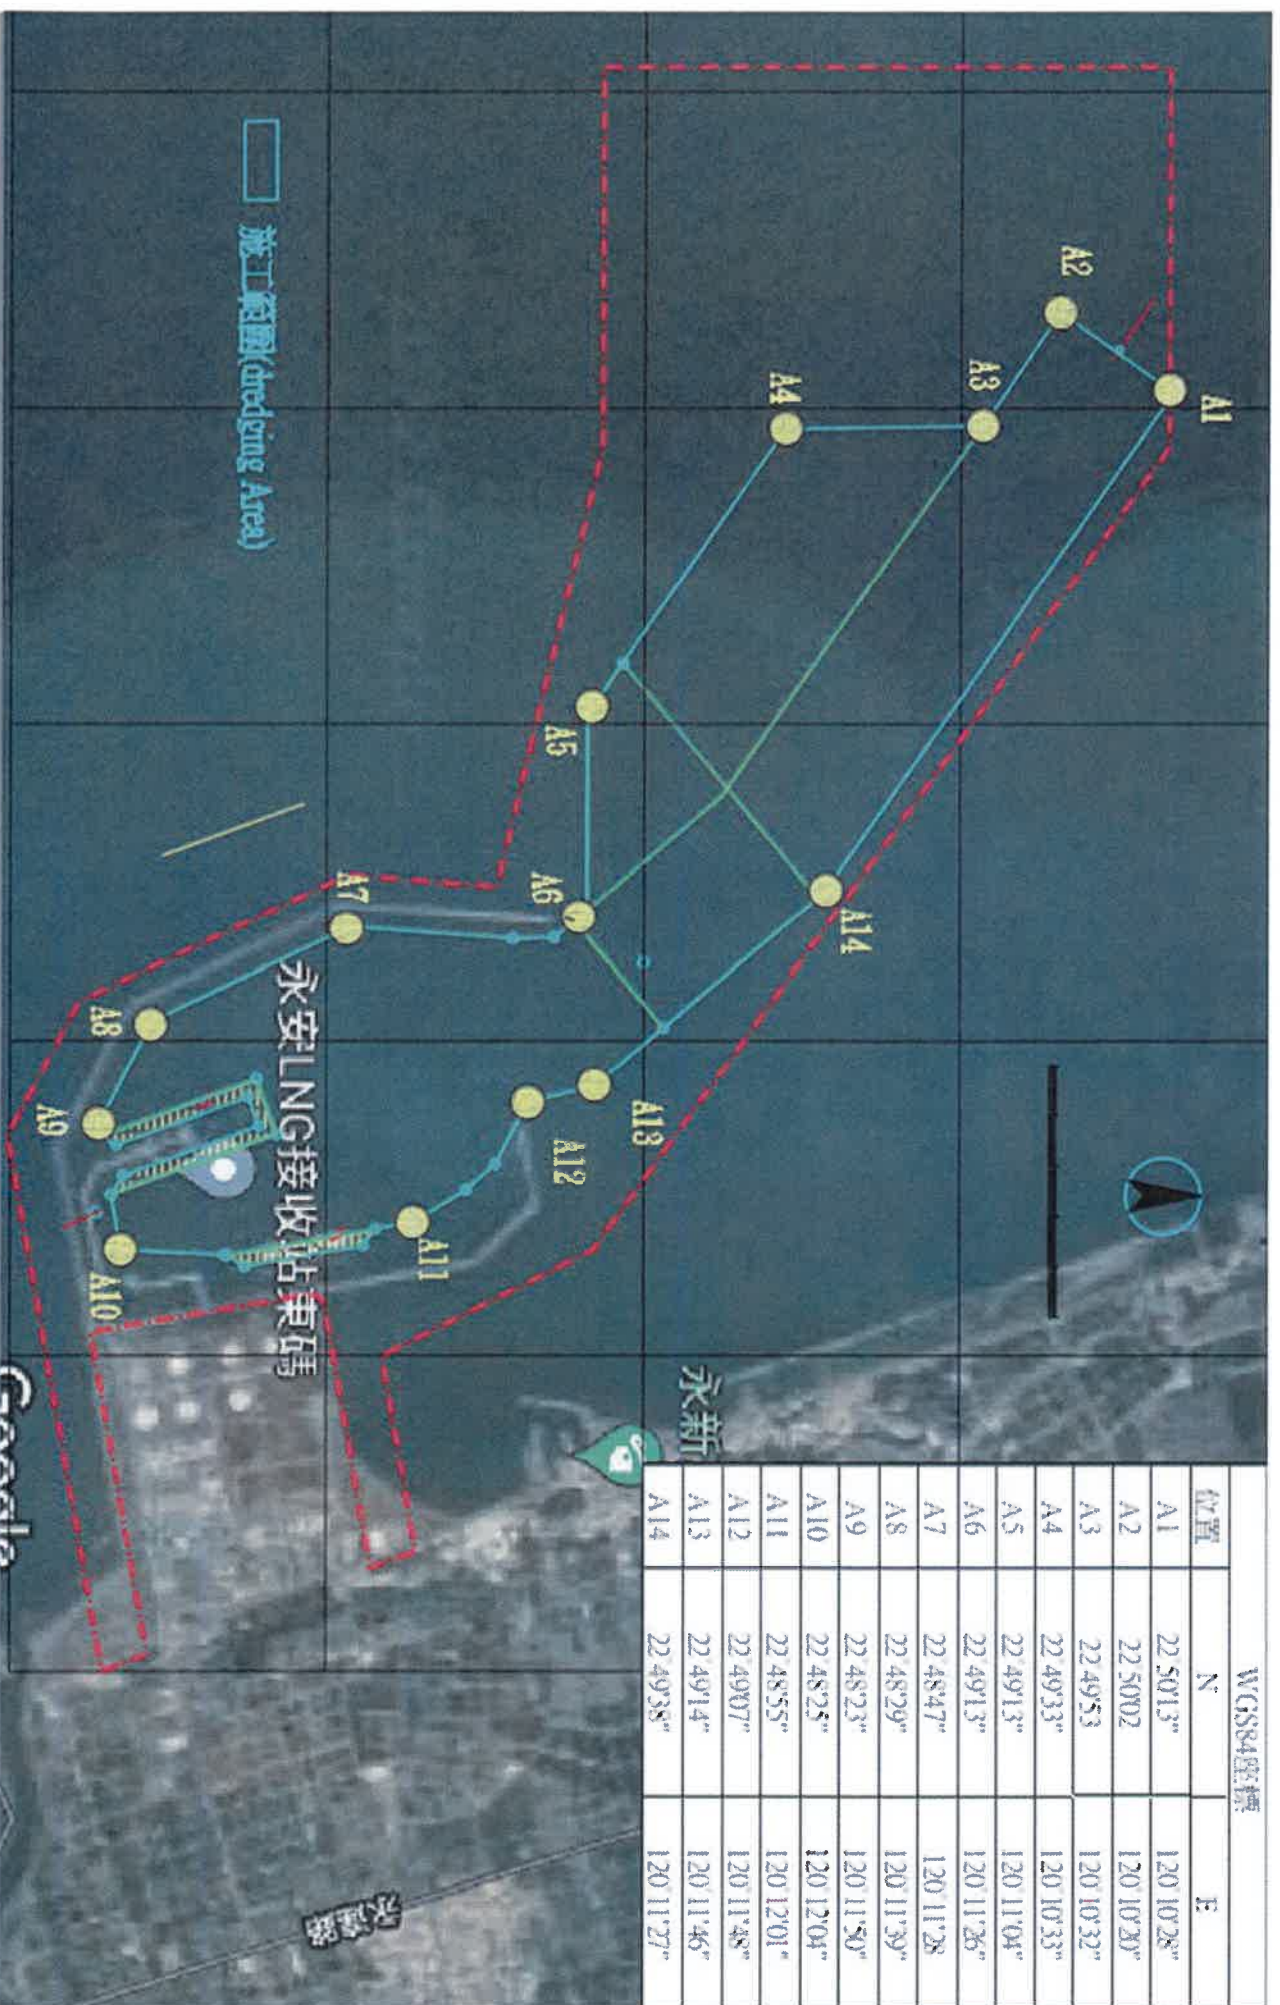 A1
A2
A3
A4
A14
A5
A6
A7
A13
A8
A12
A9
A11
A10
施工範圍(dredging Area)
永安LNG接收站東碼
永新
永達路
Google
WGS84座標
位置 N E
A1 22°50'13" 120°10'28"
A2 22°50'02 120°10'20"
A3 22°49'53 120°10'32"
A4 22°49'33" 120°10'33"
A5 22°49'13" 120°11'04"
A6 22°49'13" 120°11'26"
A7 22°48'47" 120°11'28
A8 22°48'29" 120°11'39"
A9 22°48'23" 120°11'50"
A10 22°48'25" 120°12'04"
A11 22°48'55" 120°12'01"
A12 22°49'07" 120°11'48"
A13 22°49'14" 120°11'46"
A14 22°49'38" 120°11'27"